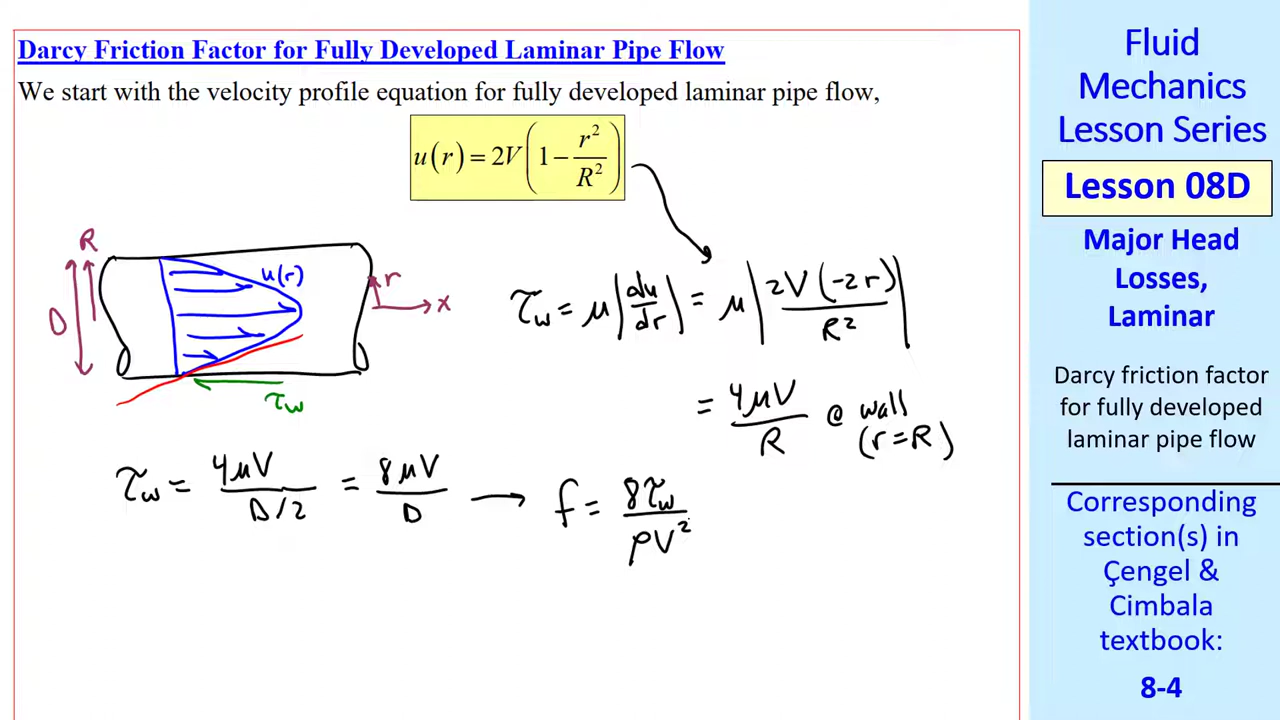 Darcy Friction Factor for Fully Developed Laminar Pipe Flow
We start with the velocity profile equation for fully developed laminar pipe flow,
u(r) = 2V(1 − r²/R²)
R
D
u(r)
r
x
τw
τw = μ|du/dr| = μ|2V(-2r)/R²|
= 4μV/R @ wall (r=R)
τw = 4μV/(D/2) = 8μV/D → f = 8τw/ρV²
Fluid
Mechanics
Lesson Series
Lesson 08D
Major Head
Losses,
Laminar
Darcy friction factor
for fully developed
laminar pipe flow
Corresponding
section(s) in
Çengel &
Cimbala
textbook:
8-4